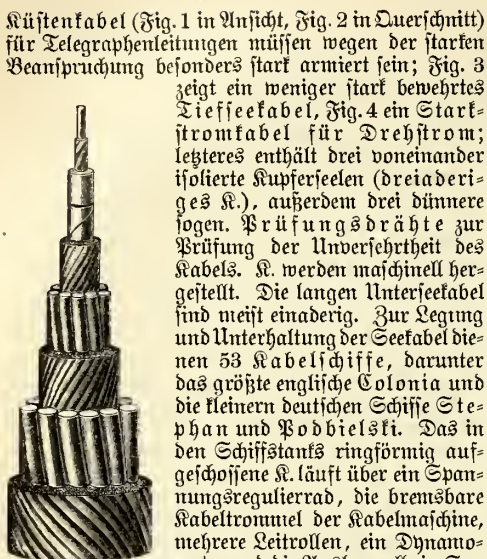 Küstenkabel (Fig. 1 in Ansicht, Fig. 2 in Querschnitt)
für Telegraphenleitungen müssen wegen der starken
Beanspruchung besonders stark armiert sein; Fig. 3
zeigt ein weniger stark bewehrtes
Tiefseekabel, Fig. 4 ein Stark=
stromkabel für Drehstrom;
letzteres enthält drei voneinander
isolierte Kupferseelen (dreiaderi=
ges K.), außerdem drei dünnere
sogen. Prüfungsdrähte zur
Prüfung der Unversehrtheit des
Kabels. K. werden maschinell her=
gestellt. Die langen Unterseekabel
sind meist einaderig. Zur Legung
und Unterhaltung der Seekabel die=
nen 53 Kabelschiffe, darunter
das größte englische Colonia und
die kleinern deutschen Schiffe Ste=
phan und Podbielski. Das in
den Schiffstanks ringförmig auf=
geschossene K. läuft über ein Span=
nungsregulierrad, die bremsbare
Kabeltrommel der Kabelmaschine,
mehrere Leitrollen, ein Dynamo=